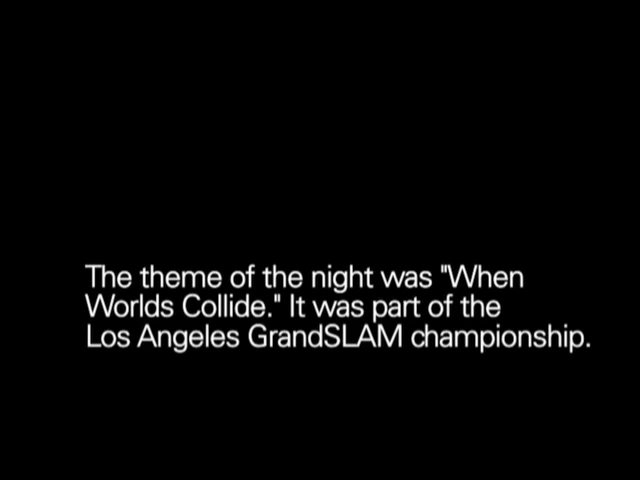 The theme of the night was "When
Worlds Collide." It was part of the
Los Angeles GrandSLAM championship.